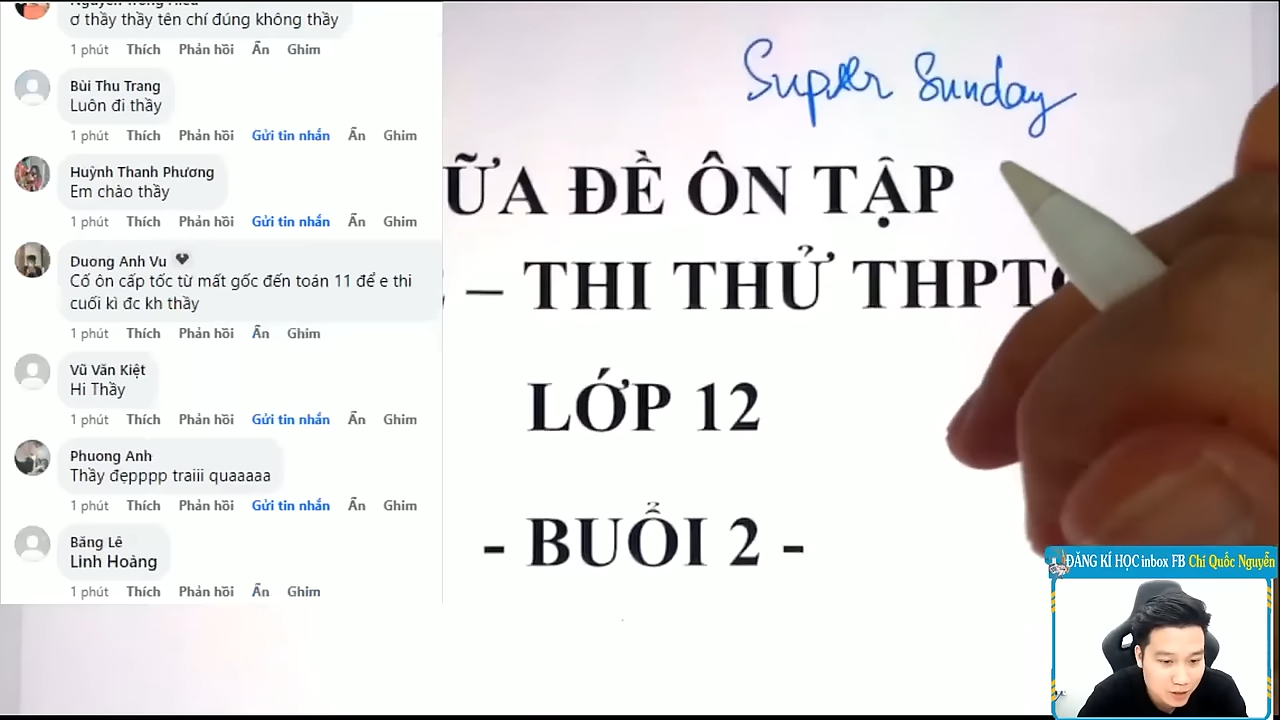 ơ thầy thầy tên chí đúng không thầy
1 phút Thích Phản hồi Ẩn Ghim
Bùi Thu Trang
Luôn đi thầy
1 phút Thích Phản hồi Gửi tin nhắn Ẩn Ghim
Huỳnh Thanh Phương
Em chào thầy
1 phút Thích Phản hồi Gửi tin nhắn Ẩn Ghim
Duong Anh Vu
Cố ôn cấp tốc từ mất gốc đến toán 11 để e thi
cuối kì đc kh thầy
1 phút Thích Phản hồi Ẩn Ghim
Vũ Văn Kiệt
Hi Thầy
1 phút Thích Phản hồi Gửi tin nhắn Ẩn Ghim
Phuong Anh
Thầy đẹpppp traiii quaaaaa
1 phút Thích Phản hồi Gửi tin nhắn Ẩn Ghim
Băng Lê
Linh Hoàng
1 phút Thích Phản hồi Ẩn Ghim
Super Sunday
ỮA ĐỀ ÔN TẬP
– THI THỬ THPT
LỚP 12
- BUỔI 2 -
ĐĂNG KÍ HỌC inbox FB Chí Quốc Nguyễn